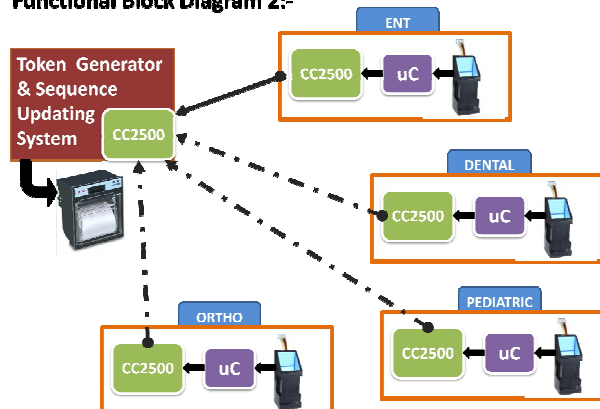 Functional Block Diagram 2:-
ENT
CC2500
uC
Token Generator
& Sequence
Updating
System
CC2500
DENTAL
CC2500
uC
PEDIATRIC
CC2500
uC
ORTHO
CC2500
uC